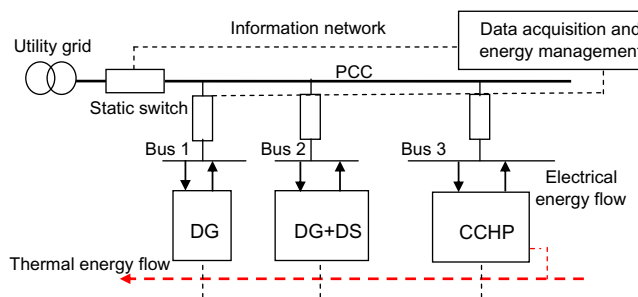 Utility grid
Information network
Data acquisition and
energy management
PCC
Static switch
Bus 1
Bus 2
Bus 3
Electrical
energy flow
DG
DG+DS
CCHP
Thermal energy flow